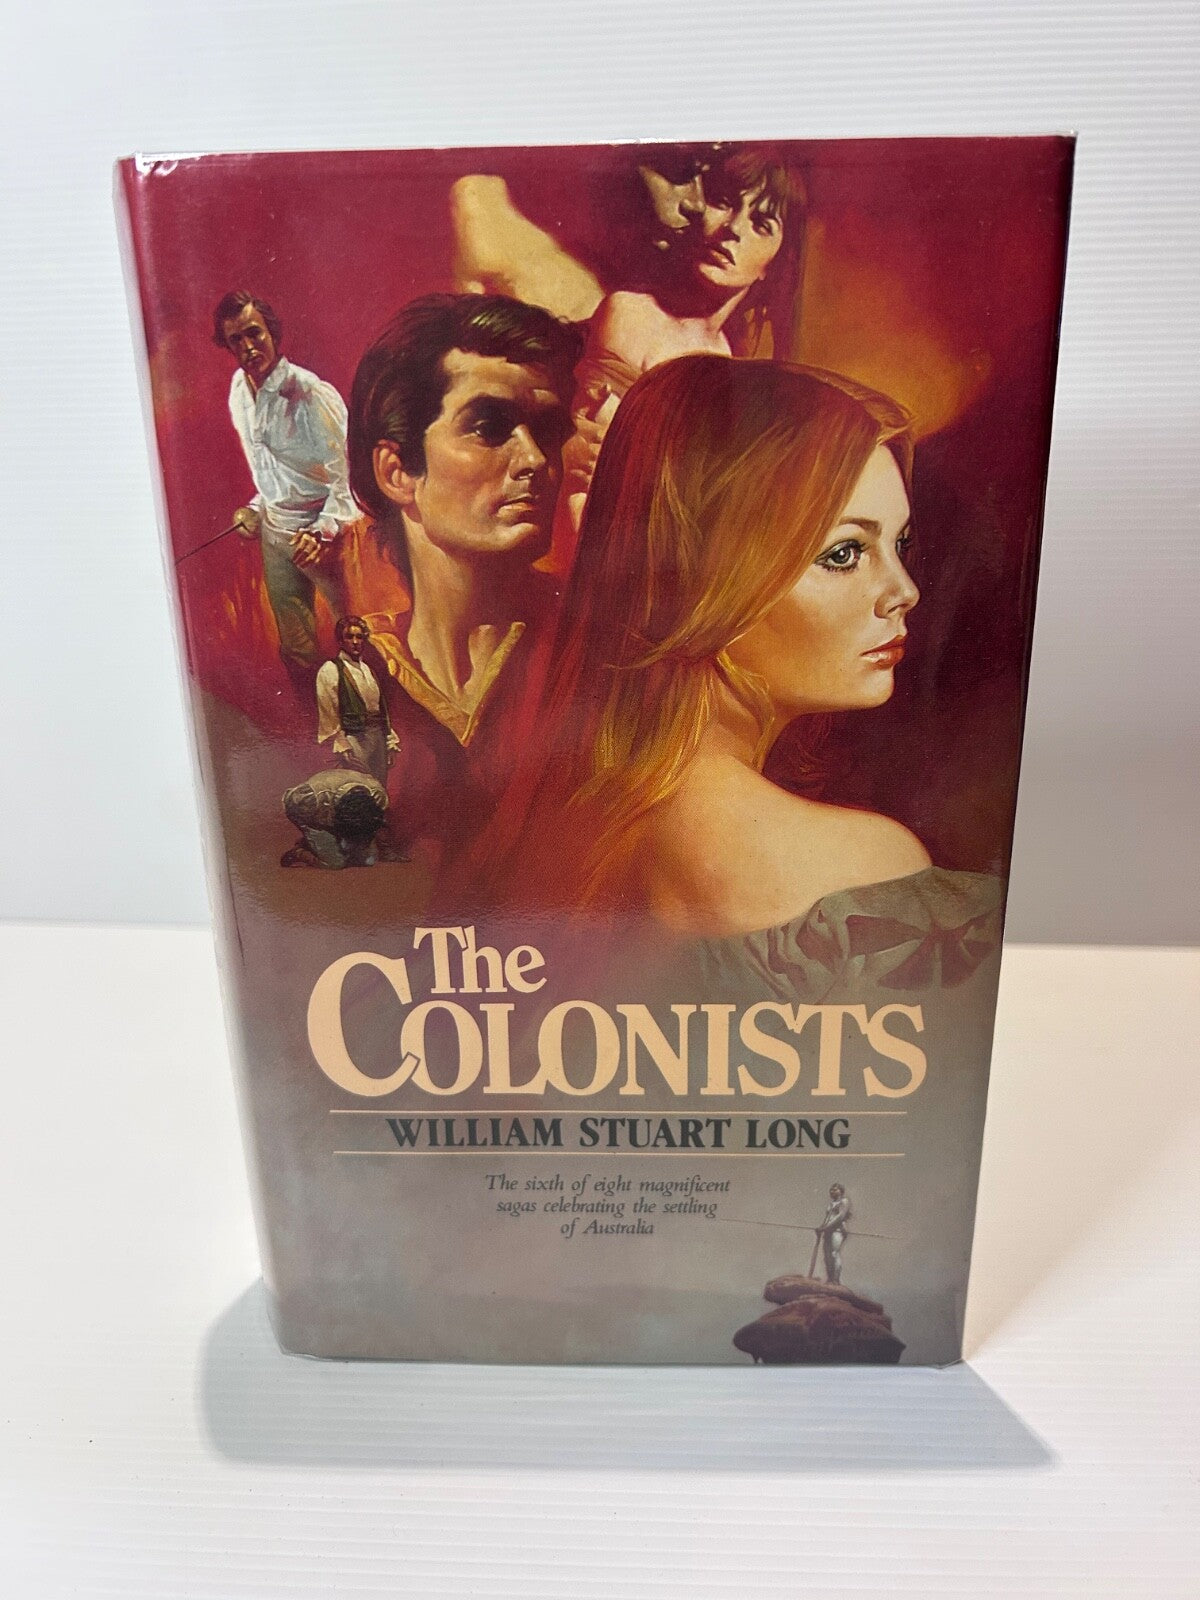 The
COLONISTS
WILLIAM STUART LONG
The sixth of eight magnificent
sagas celebrating the settling
of Australia